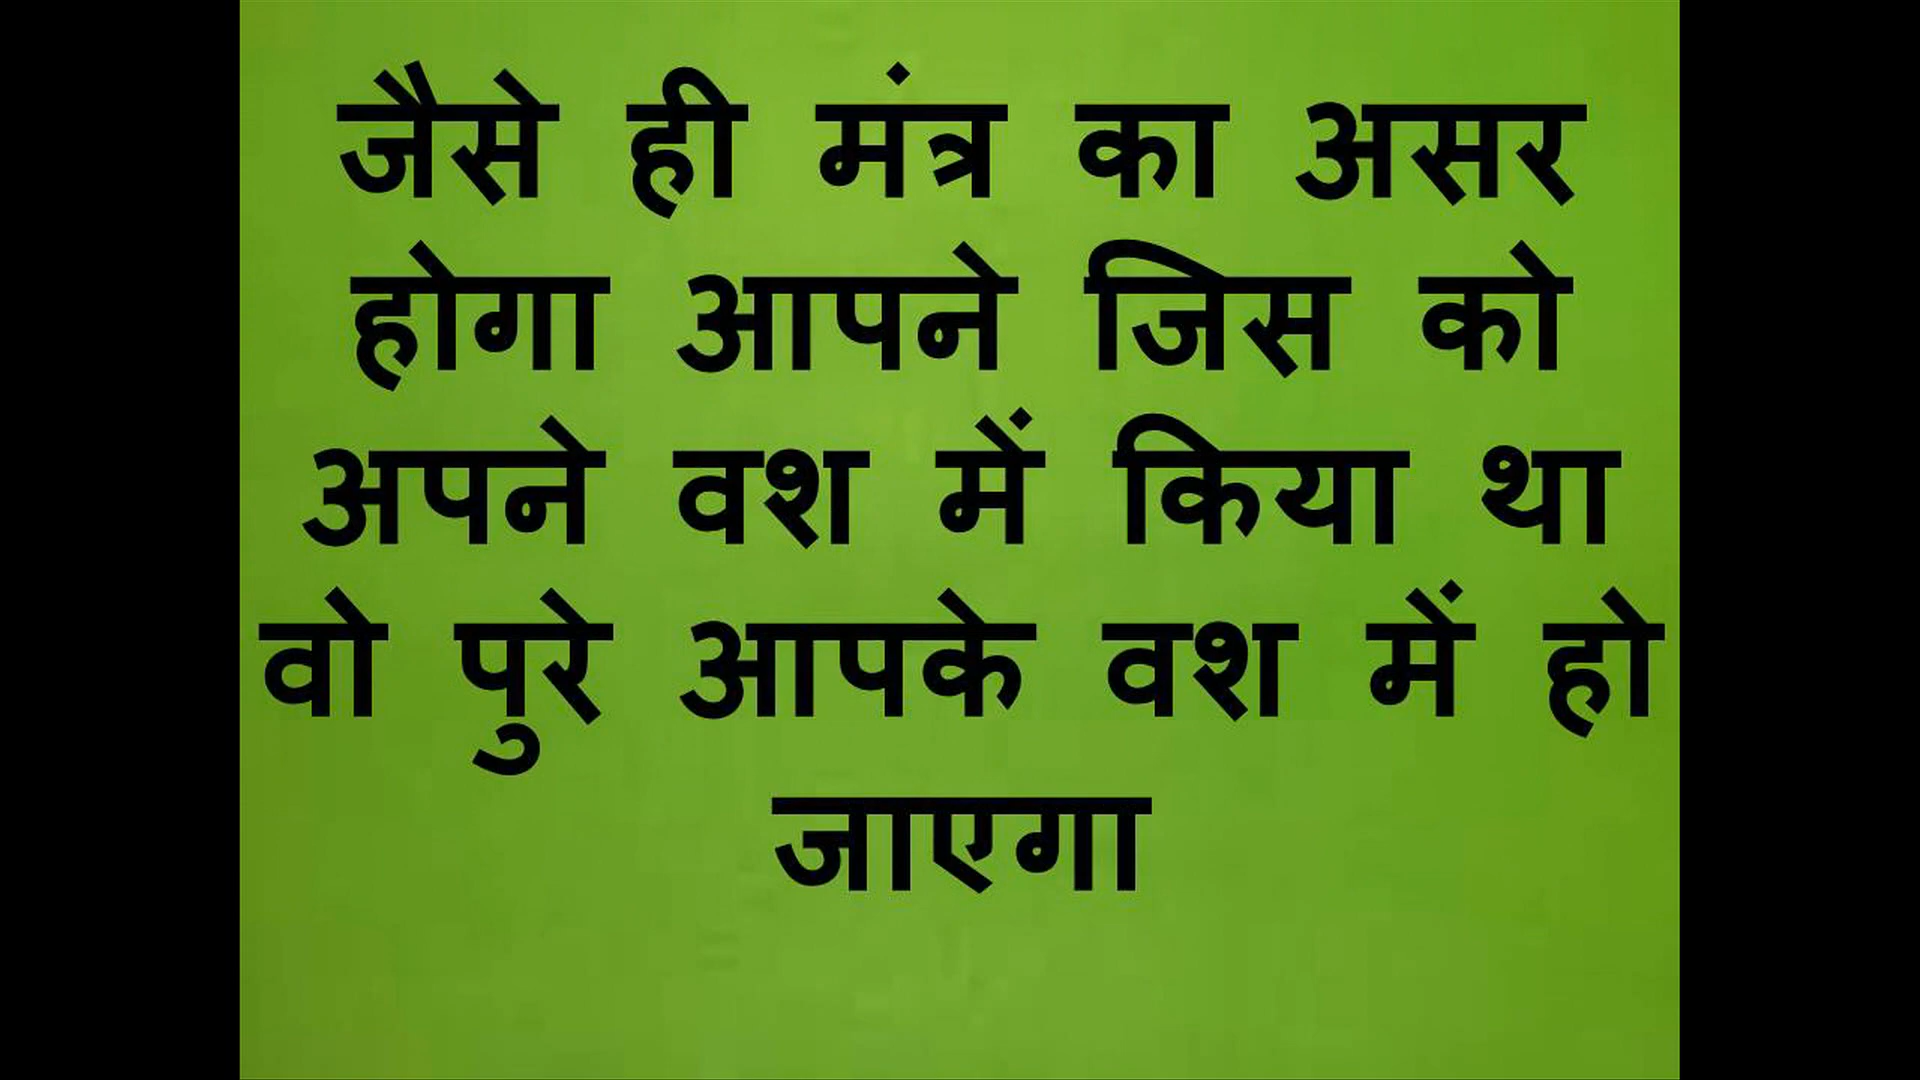 जैसे ही मंत्र का असर
होगा आपने जिस को
अपने वश में किया था
वो पुरे आपके वश में हो
जाएगा